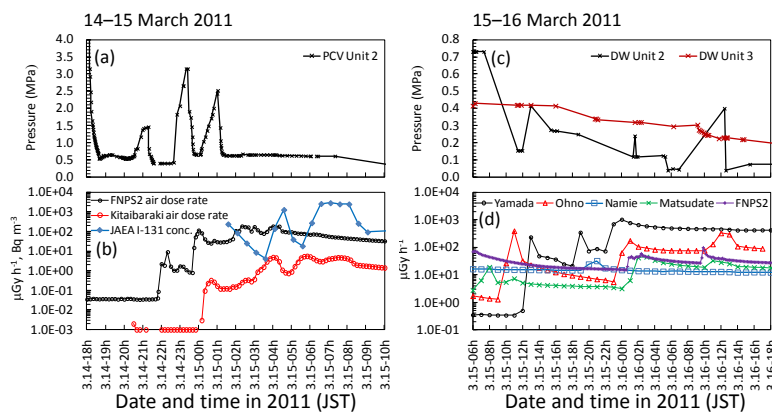 14–15 March 2011
15–16 March 2011
(a)
PCV Unit 2
Pressure (MPa)
4.0
3.5
3.0
2.5
2.0
1.5
1.0
0.5
0.0
(c)
DW Unit 2
DW Unit 3
Pressure (MPa)
0.8
0.6
0.4
0.2
0.0
(b)
FNPS2 air dose rate
Kitaibaraki air dose rate
JAEA I-131 conc.
µGy h⁻¹, Bq m⁻³
1.0E+04
1.0E+03
1.0E+02
1.0E+01
1.0E+00
1.0E-01
1.0E-02
1.0E-03
3.14-18h
3.14-19h
3.14-20h
3.14-21h
3.14-22h
3.14-23h
3.15-00h
3.15-01h
3.15-02h
3.15-03h
3.15-04h
3.15-05h
3.15-06h
3.15-07h
3.15-08h
3.15-09h
3.15-10h
Date and time in 2011 (JST)
(d)
Yamada
Ohno
Namie
Matsudate
FNPS2
µGy h⁻¹
1.0E+04
1.0E+03
1.0E+02
1.0E+01
1.0E+00
1.0E-01
3.15-06h
3.15-08h
3.15-10h
3.15-12h
3.15-14h
3.15-16h
3.15-18h
3.15-20h
3.15-22h
3.16-00h
3.16-02h
3.16-04h
3.16-06h
3.16-08h
3.16-10h
3.16-12h
3.16-14h
3.16-16h
3.16-18h
Date and time in 2011 (JST)